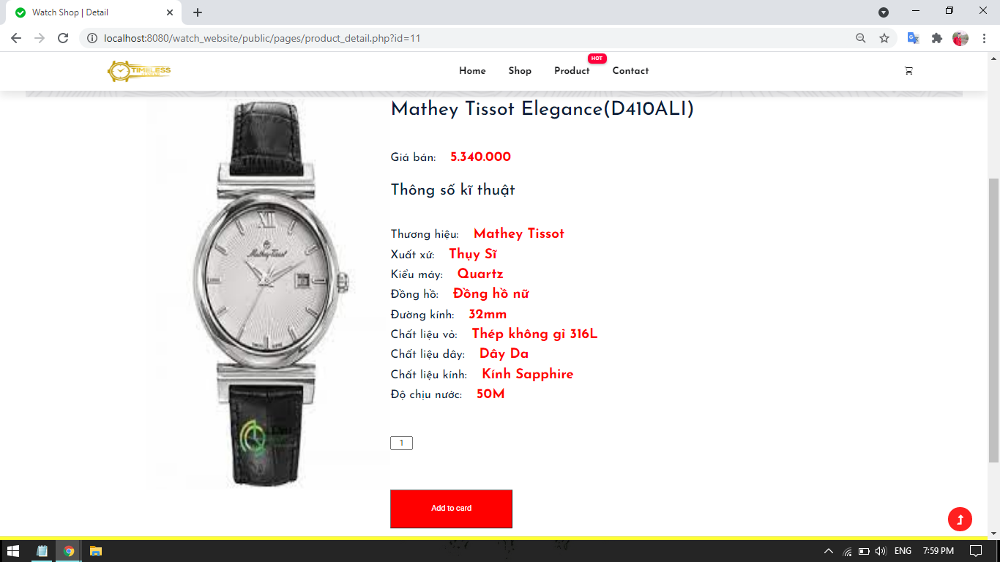 Watch Shop | Detail
localhost:8080/watch_website/public/pages/product_detail.php?id=11
TIMELESS
Home
Shop
Product
HOT
Contact
Mathey Tissot Elegance(D410ALI)
Giá bán: 5.340.000
Thông số kĩ thuật
Thương hiệu: Mathey Tissot
Xuất xứ: Thụy Sĩ
Kiểu máy: Quartz
Đồng hồ: Đồng hồ nữ
Đường kính: 32mm
Chất liệu vỏ: Thép không gỉ 316L
Chất liệu dây: Dây Da
Chất liệu kính: Kính Sapphire
Độ chịu nước: 50M
XII
Mathey-Tissot
1
Add to card
ENG
7:59 PM